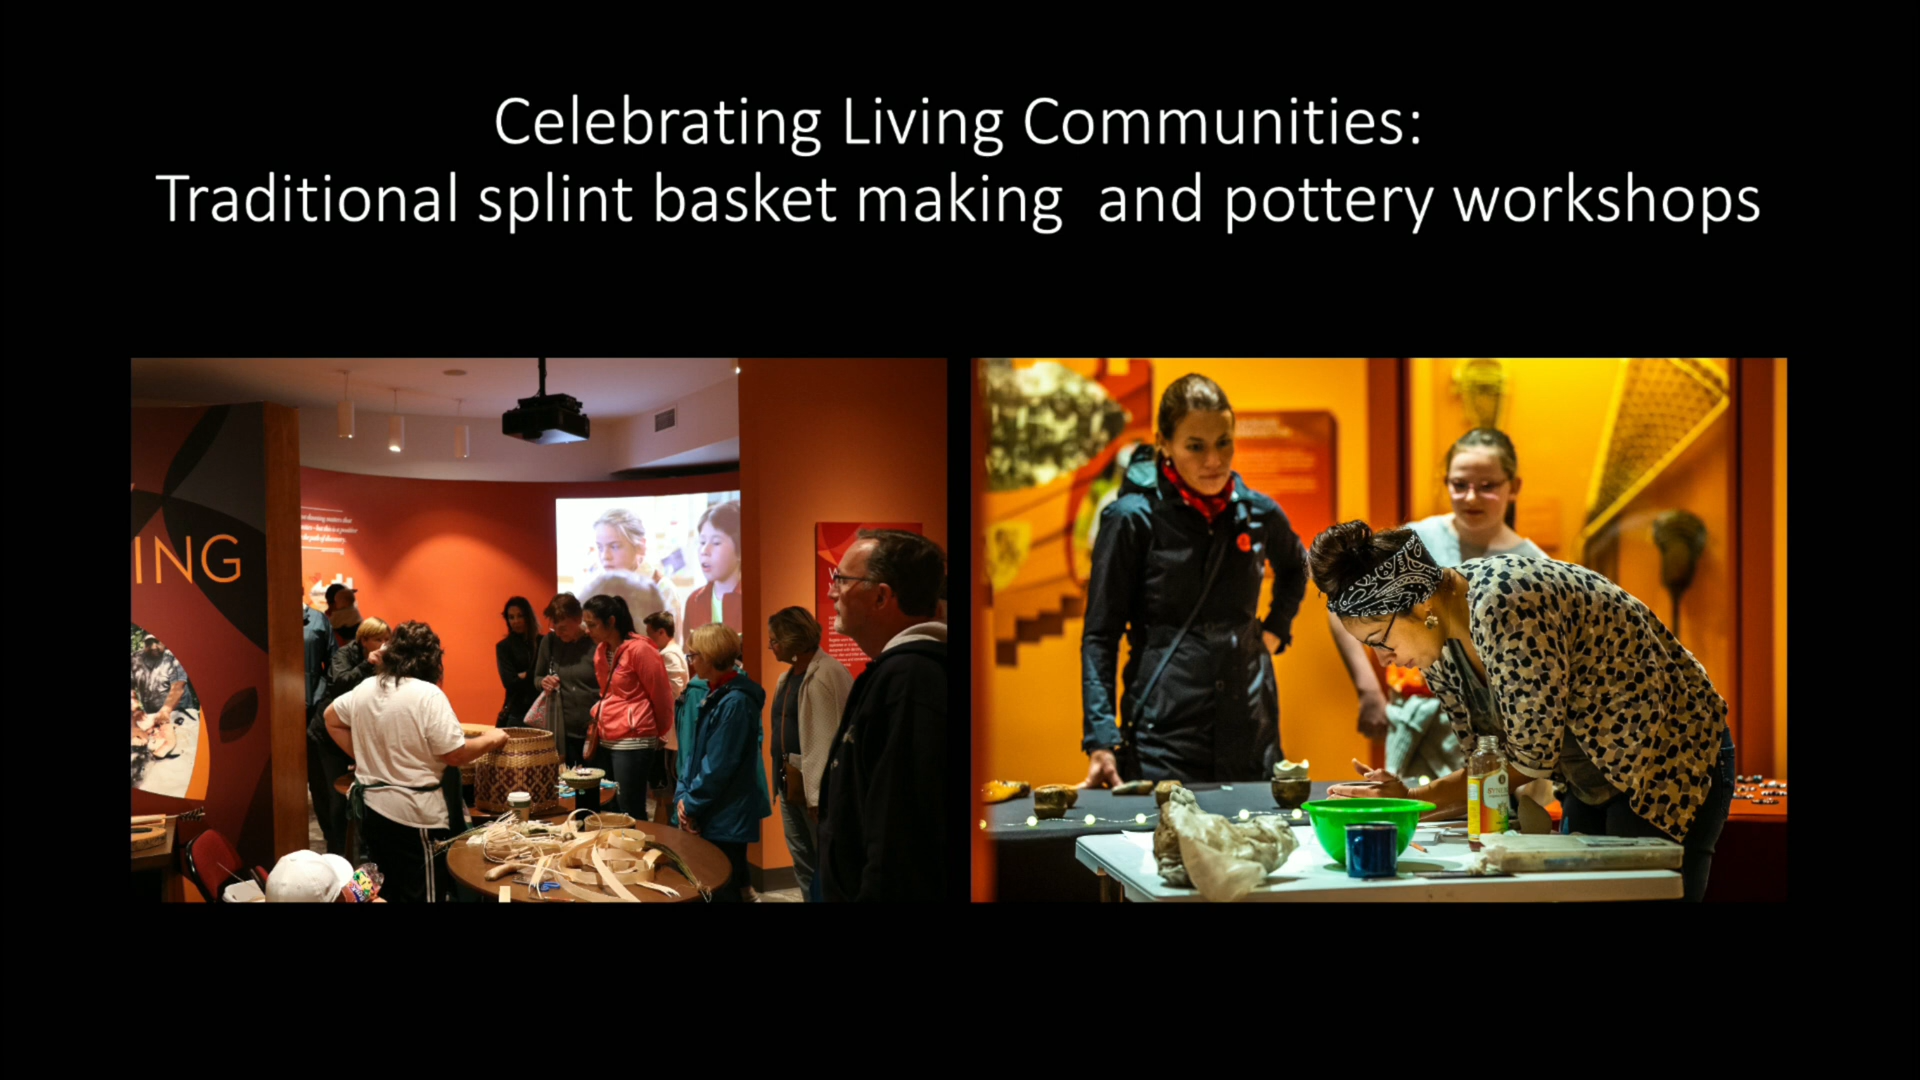 Celebrating Living Communities:
Traditional splint basket making and pottery workshops
ING